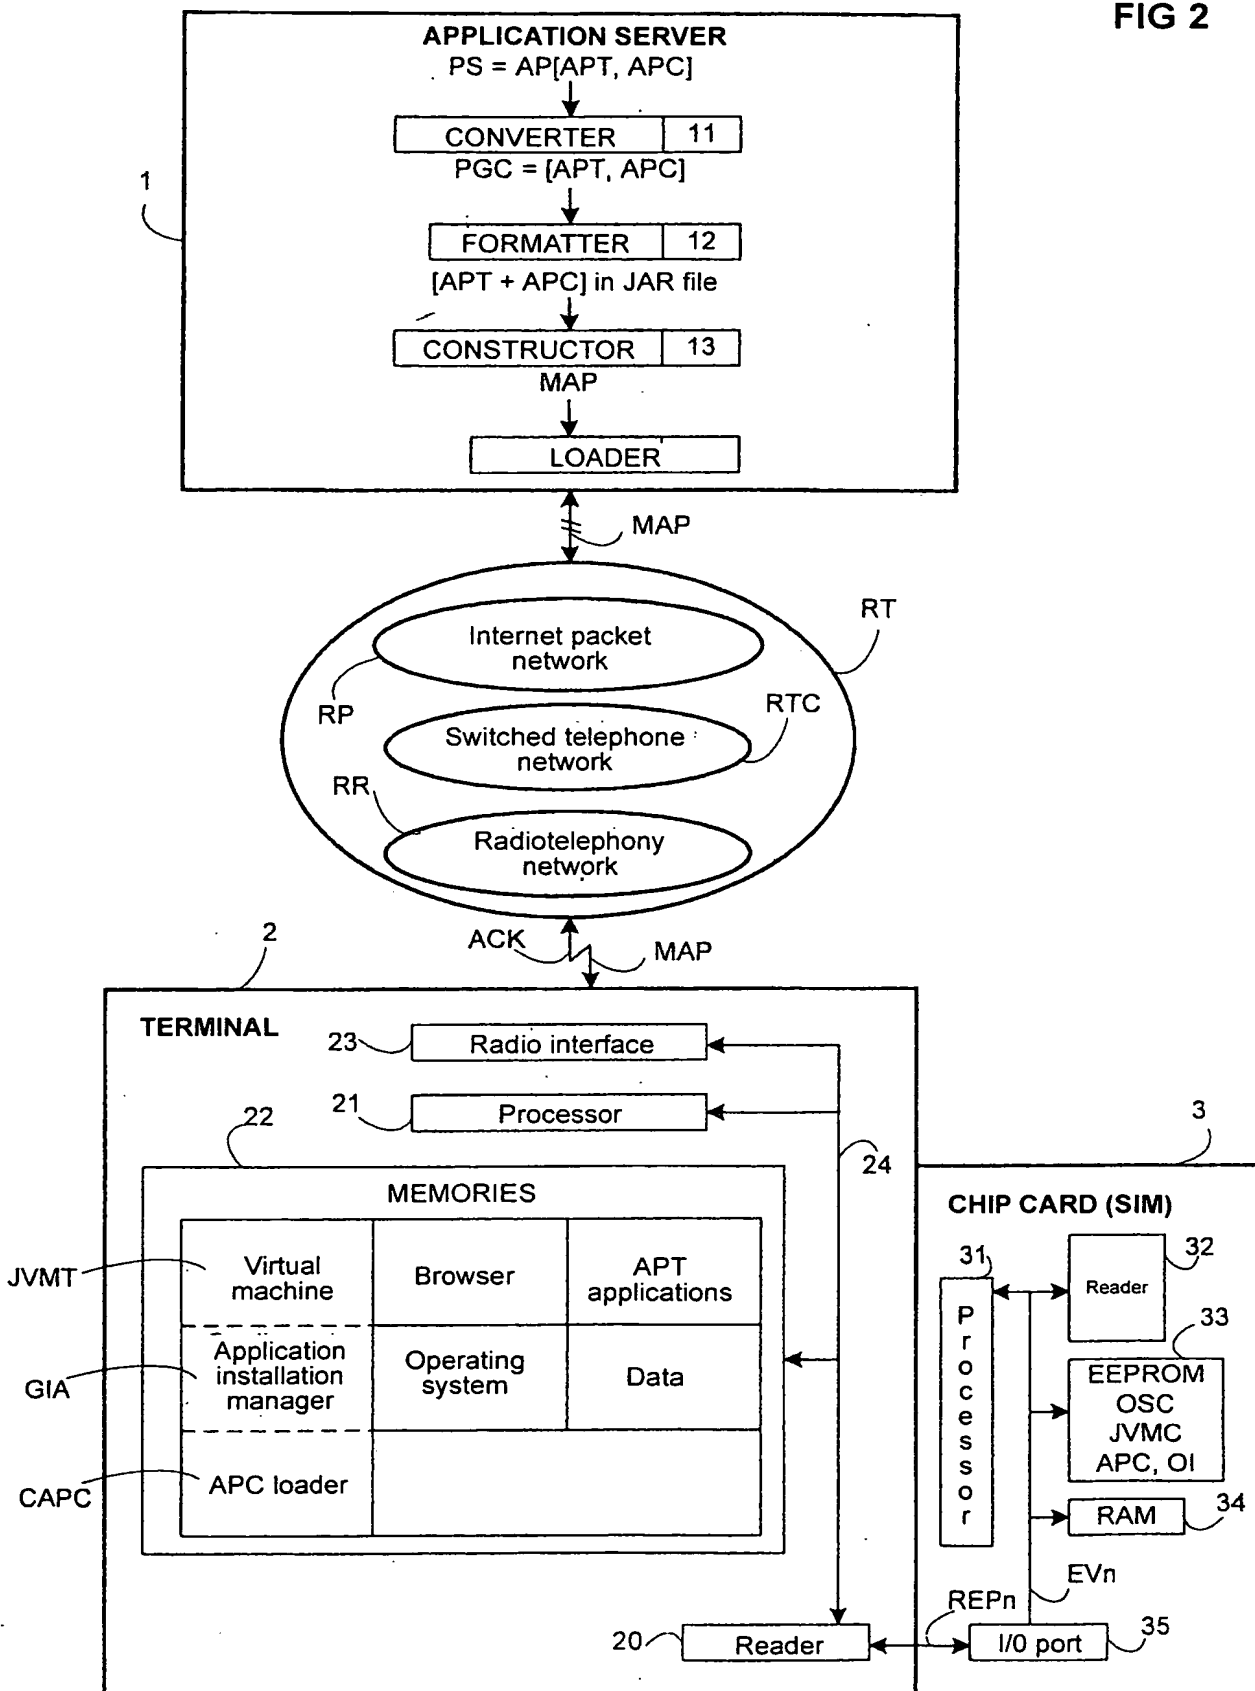 FIG 2
APPLICATION SERVER
PS = AP[APT, APC]
CONVERTER 11
PGC = [APT, APC]
1
FORMATTER 12
[APT + APC] in JAR file
CONSTRUCTOR 13
MAP
LOADER
MAP
RT
Internet packet
network
RP
RTC
Switched telephone
network
RR
Radiotelephony
network
2
ACK
MAP
TERMINAL
23
Radio interface
21
Processor
22
24
3
MEMORIES
CHIP CARD (SIM)
JVMT
Virtual
machine
Browser
APT
applications
31
32
Reader
Processor
33
GIA
Application
installation
manager
Operating
system
Data
EEPROM
OSC
JVMC
APC, OI
CAPC
APC loader
RAM
34
EVn
REPn
20
Reader
I/0 port
35